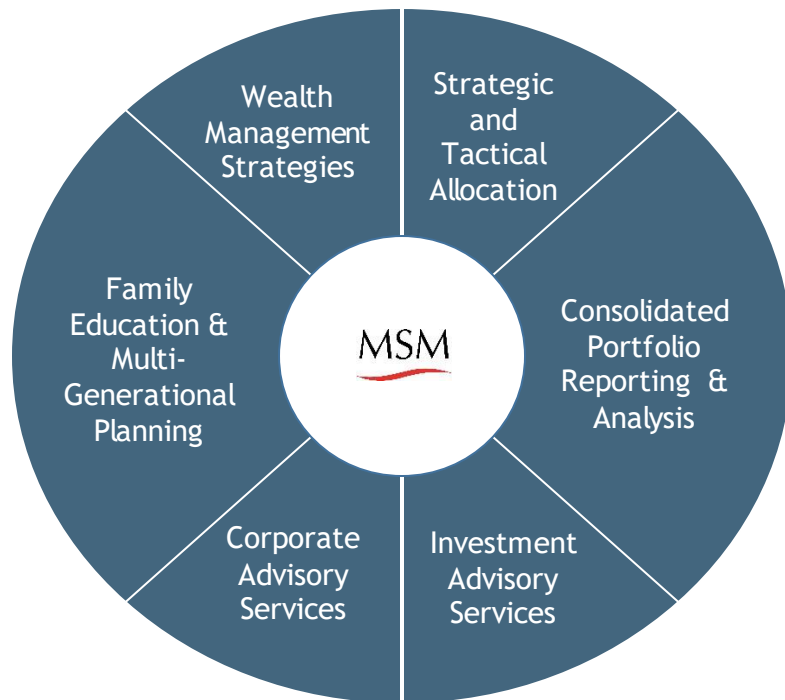 Wealth
Management
Strategies
Strategic
and
Tactical
Allocation
Family
Education &
Multi-
Generational
Planning
MSM
Consolidated
Portfolio
Reporting &
Analysis
Corporate
Advisory
Services
Investment
Advisory
Services